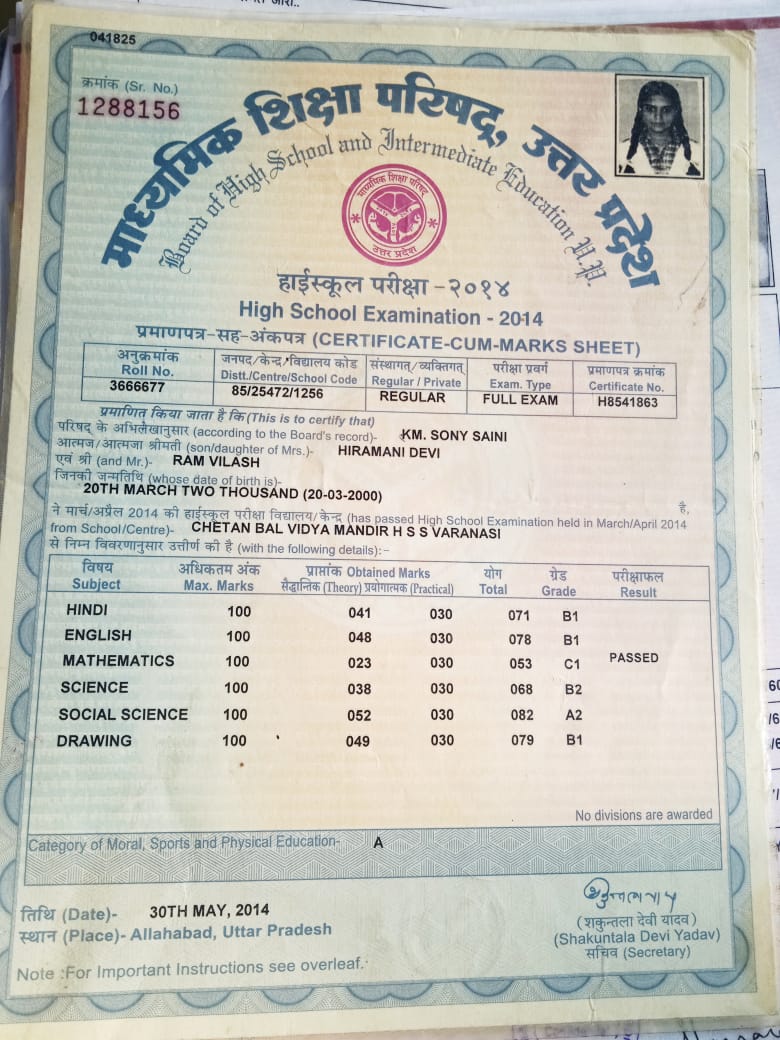 041825
क्रमांक (Sr. No.)
1288156
माध्यमिक शिक्षा परिषद्, उत्तर प्रदेश
Board of High School and Intermediate Education U.P.
माध्यमिक शिक्षा परिषद्
उत्तर प्रदेश
हाईस्कूल परीक्षा -२०१४
High School Examination - 2014
प्रमाणपत्र-सह-अंकपत्र (CERTIFICATE-CUM-MARKS SHEET)
अनुक्रमांक जनपद/केन्द्र/विद्यालय कोड संस्थागत/व्यक्तिगत परीक्षा प्रवर्ग प्रमाणपत्र क्रमांक
Roll No. Distt./Centre/School Code Regular / Private Exam. Type Certificate No.
3666677 85/25472/1256 REGULAR FULL EXAM H8541863
प्रमाणित किया जाता है कि (This is to certify that)
परिषद के अभिलेखानुसार (according to the Board's record)- KM. SONY SAINI
आत्मज/आत्मजा श्रीमती (son/daughter of Mrs.)- HIRAMANI DEVI
एवं श्री (and Mr.)- RAM VILASH
जिनकी जन्मतिथि (whose date of birth is)-
20TH MARCH TWO THOUSAND (20-03-2000) है,
ने मार्च/अप्रैल 2014 की हाईस्कूल परीक्षा विद्यालय/केन्द्र (has passed High School Examination held in March/April 2014
from School/Centre)- CHETAN BAL VIDYA MANDIR H S S VARANASI
से निम्न विवरणानुसार उत्तीर्ण की है (with the following details):-
विषय अधिकतम अंक प्राप्तांक Obtained Marks योग ग्रेड परीक्षाफल
Subject Max. Marks सैद्धान्तिक (Theory) प्रयोगात्मक (Practical) Total Grade Result
HINDI 100 041 030 071 B1
ENGLISH 100 048 030 078 B1
MATHEMATICS 100 023 030 053 C1 PASSED
SCIENCE 100 038 030 068 B2
SOCIAL SCIENCE 100 052 030 082 A2
DRAWING 100 049 030 079 B1
No divisions are awarded
Category of Moral, Sports and Physical Education- A
तिथि (Date)- 30TH MAY, 2014
स्थान (Place)- Allahabad, Uttar Pradesh
(शकुन्तला देवी यादव)
(Shakuntala Devi Yadav)
सचिव (Secretary)
Note :For Important Instructions see overleaf.